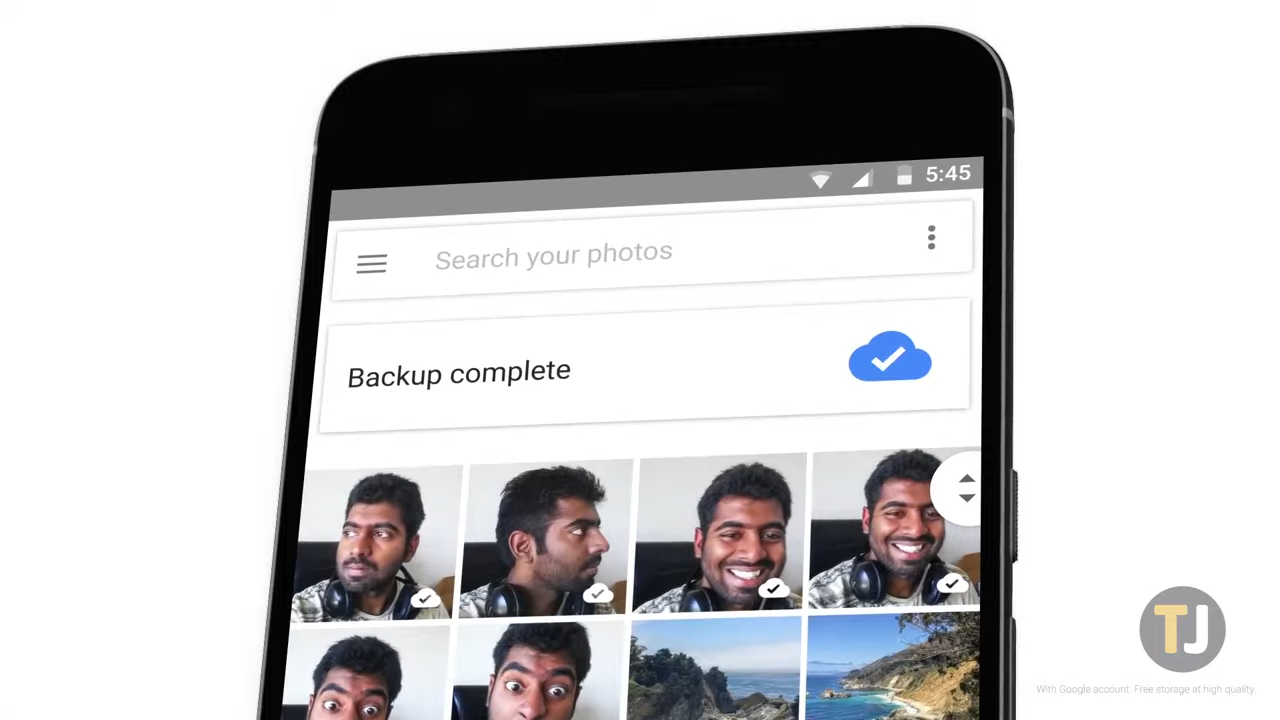 5:45
Search your photos
Backup complete
TJ
With Google account: Free storage at high quality.